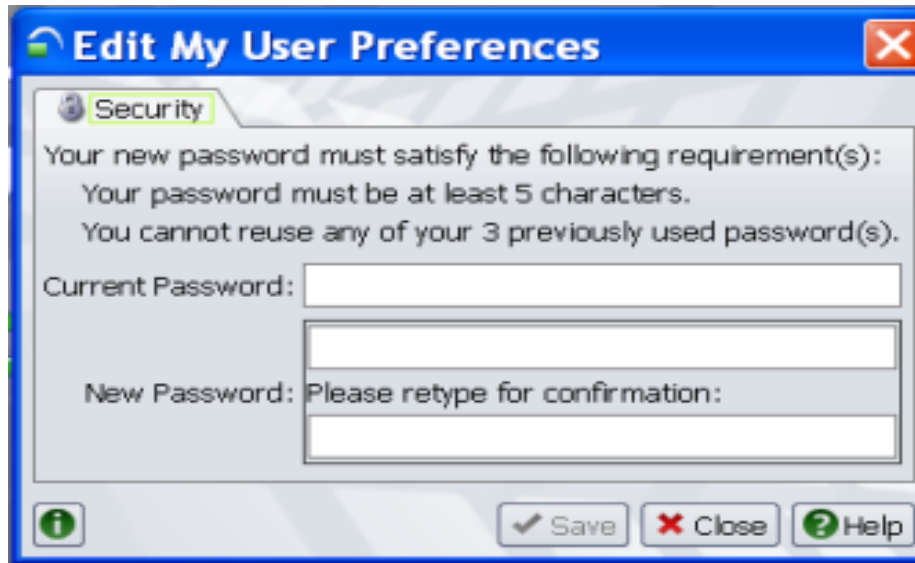 Edit My User Preferences
Security
Your new password must satisfy the following requirement(s):
Your password must be at least 5 characters.
You cannot reuse any of your 3 previously used password(s).
Current Password:
New Password: Please retype for confirmation:
Save Close Help